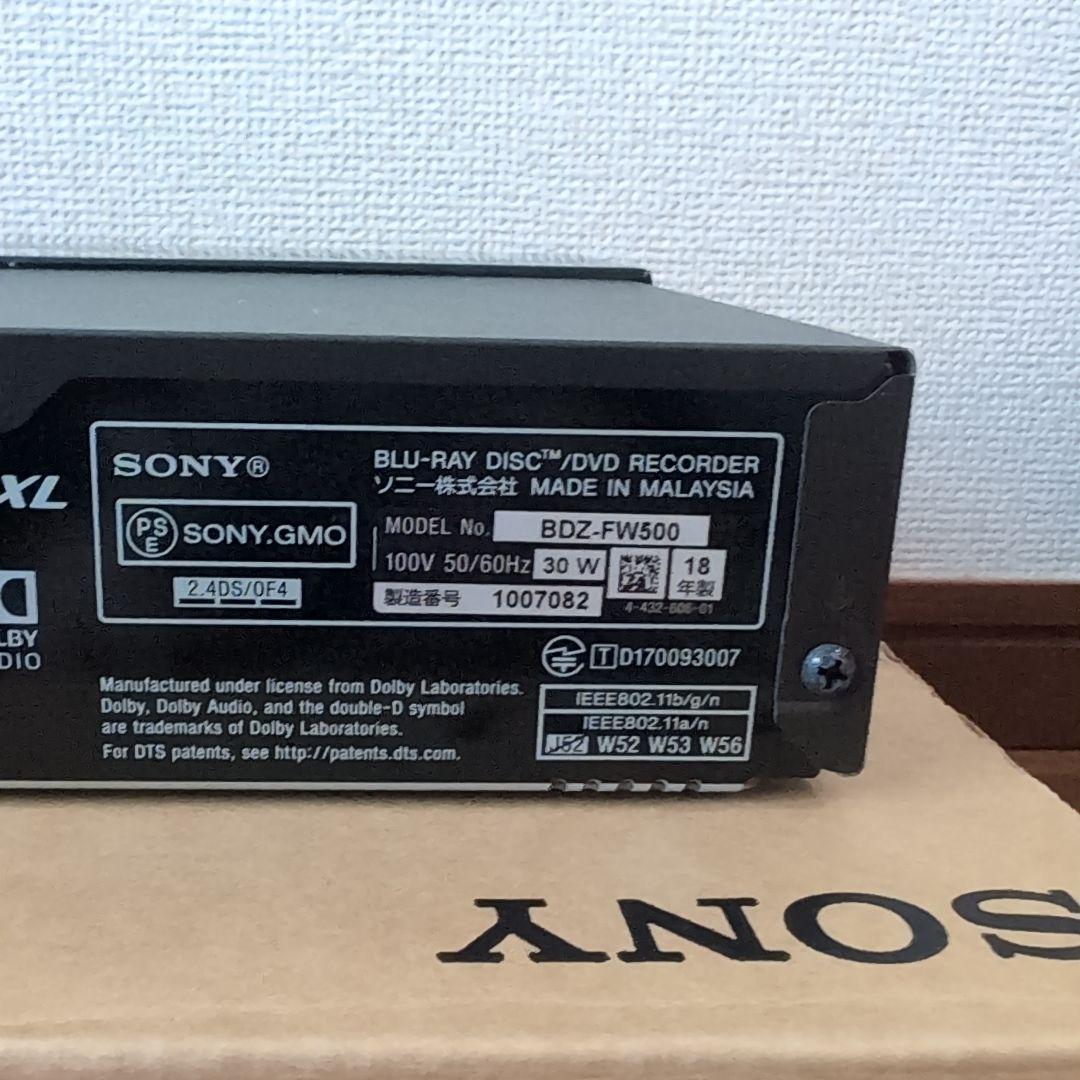 XL
SONY®
BLU-RAY DISC™/DVD RECORDER
ソニー株式会社 MADE IN MALAYSIA
PS
E
SONY.GMO
MODEL No. BDZ-FW500
100V 50/60Hz 30 W
18
年製
2.4DS/OF4
製造番号 1007082
4-432-606-01
LBY
DIO
T D170093007
Manufactured under license from Dolby Laboratories.
Dolby, Dolby Audio, and the double-D symbol
are trademarks of Dolby Laboratories.
For DTS patents, see http://patents.dts.com.
IEEE802.11b/g/n
IEEE802.11a/n
J52 W52 W53 W56
SONY